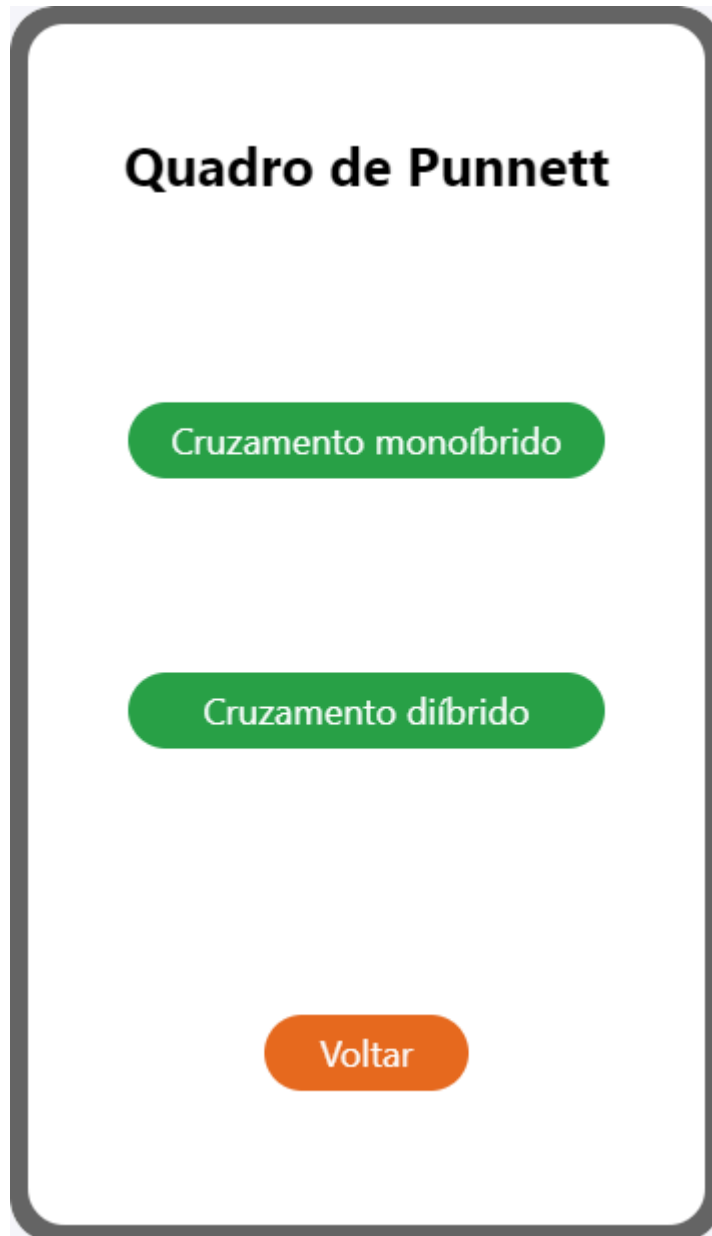 Quadro de Punnett
Cruzamento monoíbrido
Cruzamento diíbrido
Voltar